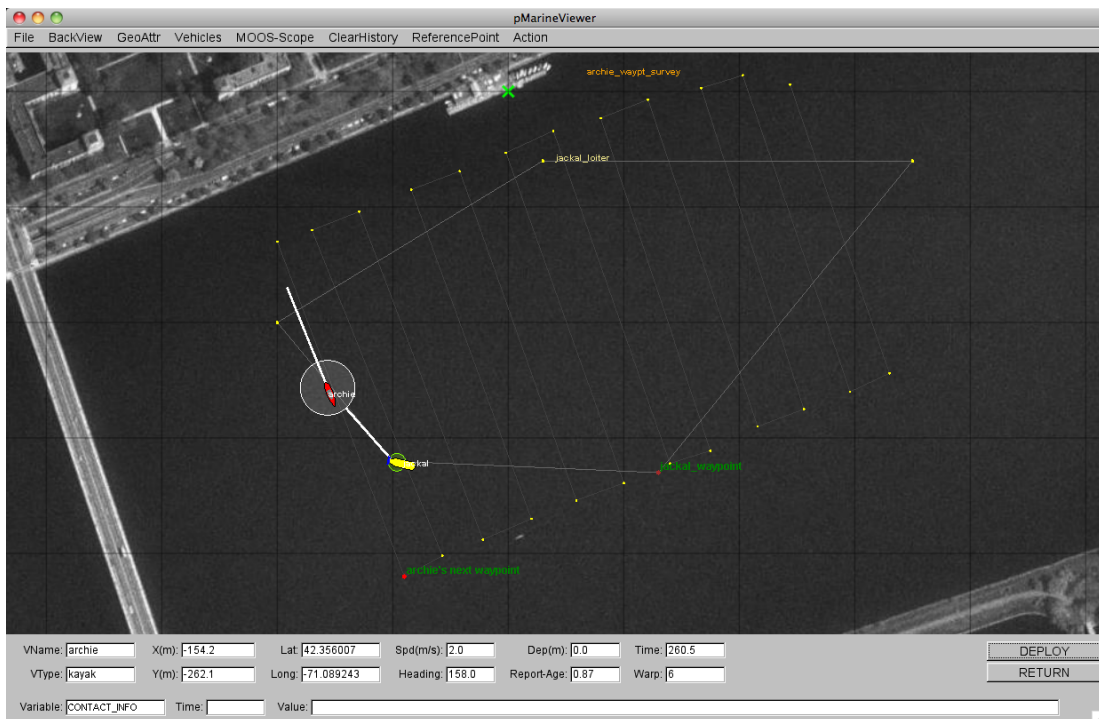 pMarineViewer
File BackView GeoAttr Vehicles MOOS-Scope ClearHistory ReferencePoint Action
archie_waypt_survey
jackal_loiter
archie
jackal_waypoint
archie's next waypoint
VName: archie X(m): -154.2 Lat: 42.356007 Spd(m/s): 2.0 Dep(m): 0.0 Time: 260.5 DEPLOY
VType: kayak Y(m): -262.1 Long: -71.089243 Heading: 158.0 Report-Age: 0.87 Warp: 6 RETURN
Variable: CONTACT_INFO Time: Value: